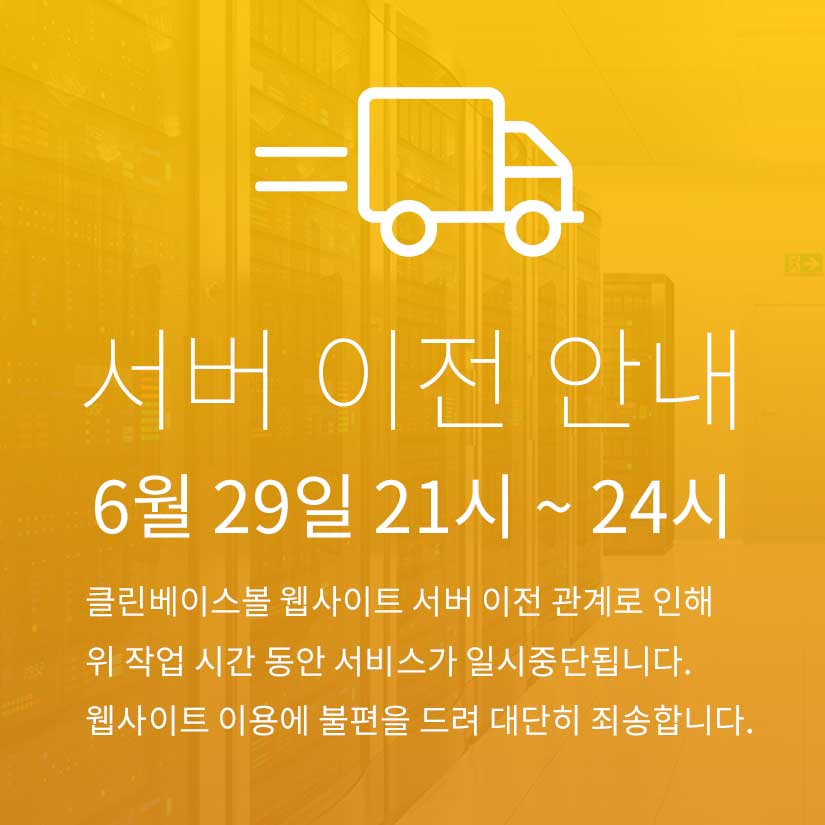 서버 이전 안내
6월 29일 21시 ~ 24시
클린베이스볼 웹사이트 서버 이전 관계로 인해
위 작업 시간 동안 서비스가 일시중단됩니다.
웹사이트 이용에 불편을 드려 대단히 죄송합니다.